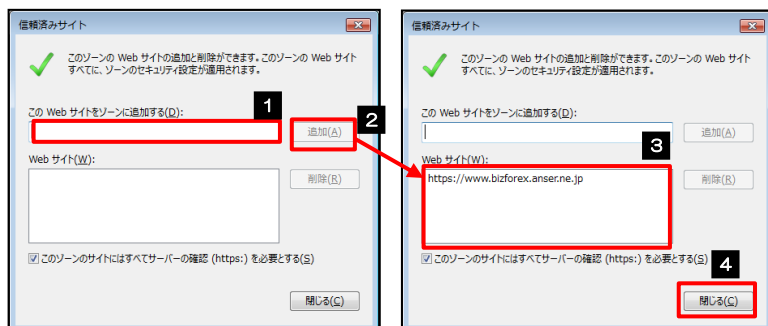 信頼済みサイト
このゾーンの Web サイトの追加と削除ができます。このゾーンの Web サイト
すべてに、ゾーンのセキュリティ設定が適用されます。
1
この Web サイトをゾーンに追加する(D):
追加(A)
2
Web サイト(W):
削除(R)
このゾーンのサイトにはすべてサーバーの確認 (https:) を必要とする(S)
閉じる(C)
信頼済みサイト
このゾーンの Web サイトの追加と削除ができます。このゾーンの Web サイト
すべてに、ゾーンのセキュリティ設定が適用されます。
この Web サイトをゾーンに追加する(D):
追加(A)
3
Web サイト(W):
https://www.bizforex.anser.ne.jp
削除(R)
このゾーンのサイトにはすべてサーバーの確認 (https:) を必要とする(S)
4
閉じる(C)